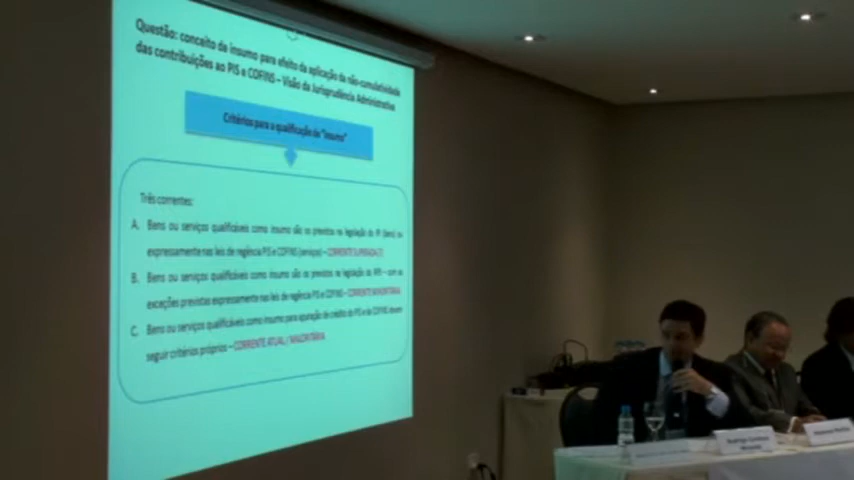 Questão: conceito de insumo para efeito da aplicação da não-cumulatividade
das contribuições ao PIS e COFINS – Visão da Jurisprudência Administrativa
Critérios para a qualificação de "insumo"
Três correntes:
A. Bens ou serviços qualificáveis como insumo são os previstos na legislação do IPI (bens) ou
expressamente nas leis de regência PIS e COFINS (serviços) – CORRENTE SUPERADA
B. Bens ou serviços qualificáveis como insumo são os previstos na legislação do IRPJ – com as
exceções previstas expressamente nas leis de regência PIS e COFINS – CORRENTE MINORITÁRIA
C. Bens ou serviços qualificáveis como insumo para apuração de crédito do PIS e da COFINS devem
seguir critérios próprios – CORRENTE ATUAL / MAJORITÁRIA
Rodrigo